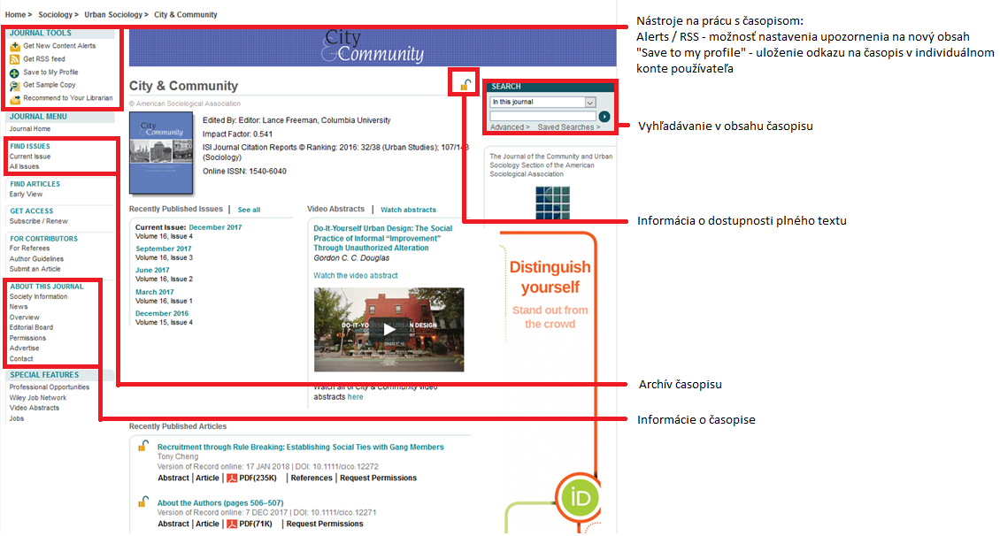 Home > Sociology > Urban Sociology > City & Community
JOURNAL TOOLS
Get New Content Alerts
Get RSS feed
Save to My Profile
Get Sample Copy
Recommend to Your Librarian
JOURNAL MENU
Journal Home
FIND ISSUES
Current Issue
All Issues
FIND ARTICLES
Early View
GET ACCESS
Subscribe / Renew
FOR CONTRIBUTORS
For Referees
Author Guidelines
Submit an Article
ABOUT THIS JOURNAL
Society Information
News
Overview
Editorial Board
Permissions
Advertise
Contact
SPECIAL FEATURES
Professional Opportunities
Wiley Job Network
Video Abstracts
Jobs
City
& Community
City & Community
© American Sociological Association
City
& Community
Edited By: Editor: Lance Freeman, Columbia University
Impact Factor: 0.541
ISI Journal Citation Reports © Ranking: 2016: 32/38 (Urban Studies); 107/143
(Sociology)
Online ISSN: 1540-6040
Recently Published Issues | See all
Current Issue: December 2017
Volume 16, Issue 4
September 2017
Volume 16, Issue 3
June 2017
Volume 16, Issue 2
March 2017
Volume 16, Issue 1
December 2016
Volume 15, Issue 4
Video Abstracts | Watch abstracts
Do-It-Yourself Urban Design: The Social
Practice of Informal “Improvement”
Through Unauthorized Alteration
Gordon C. C. Douglas
Watch the video abstract
DO-IT-YOURSELF URBAN DESIGN
Watch all of City & Community video
abstracts here
Recently Published Articles
Recruitment through Rule Breaking: Establishing Social Ties with Gang Members
Tony Cheng
Version of Record online: 17 JAN 2018 | DOI: 10.1111/cico.12272
Abstract | Article | PDF(235K) | References | Request Permissions
About the Authors (pages 506–507)
Version of Record online: 7 DEC 2017 | DOI: 10.1111/cico.12271
Abstract | Article | PDF(71K) | Request Permissions
SEARCH
In this journal
Advanced > Saved Searches >
The Journal of the Community and Urban
Sociology Section of the American
Sociological Association
Distinguish
yourself
Stand out from
the crowd
iD
Nástroje na prácu s časopisom:
Alerts / RSS - možnosť nastavenia upozornenia na nový obsah
"Save to my profile" - uloženie odkazu na časopis v individuálnom
konte používateľa
Vyhľadávanie v obsahu časopisu
Informácia o dostupnosti plného textu
Archív časopisu
Informácie o časopise